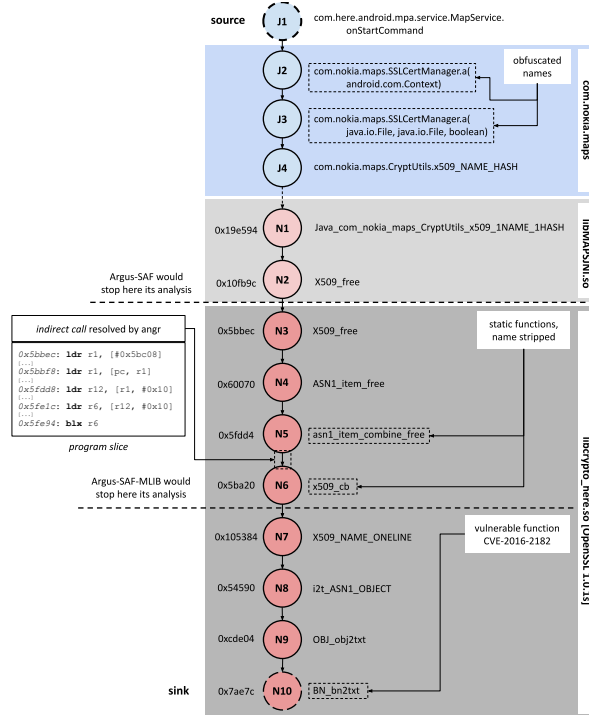 source
J1
com.here.android.mpa.service.MapService.
onStartCommand
J2
com.nokia.maps.SSLCertManager.a(
android.com.Context)
obfuscated
names
J3
com.nokia.maps.SSLCertManager.a(
java.io.File, java.io.File, boolean)
J4
com.nokia.maps.CryptUtils.x509_NAME_HASH
com.nokia.maps
0x19e594
N1
Java_com_nokia_maps_CryptUtils_x509_1NAME_1HASH
0x10fb9c
N2
X509_free
libMAPSJNI.so
Argus-SAF would
stop here its analysis
indirect call resolved by angr
0x5bbec: ldr r1, [#0x5bc08]
[...]
0x5bbf8: ldr r1, [pc, r1]
[...]
0x5fdd8: ldr r12, [r1, #0x10]
[...]
0x5fe1c: ldr r6, [r12, #0x10]
[...]
0x5fe94: blx r6
program slice
0x5bbec
N3
X509_free
static functions,
name stripped
0x60070
N4
ASN1_item_free
0x5fdd4
N5
asn1_item_combine_free
0x5ba20
N6
x509_cb
Argus-SAF-MLIB would
stop here its analysis
0x105384
N7
X509_NAME_ONELINE
vulnerable function
CVE-2016-2182
0x54590
N8
i2t_ASN1_OBJECT
0xcde04
N9
OBJ_obj2txt
sink
0x7ae7c
N10
BN_bn2txt
libcrypto_here.so [OpenSSL 1.0.1s]